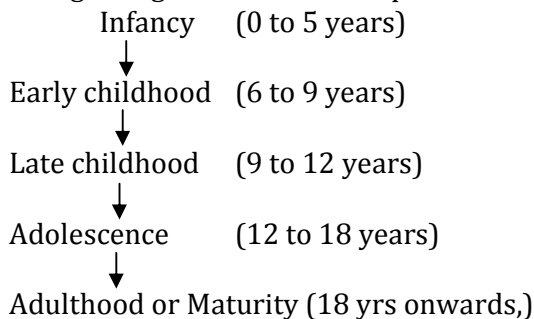 Infancy (0 to 5 years)
Early childhood (6 to 9 years)
Late childhood (9 to 12 years)
Adolescence (12 to 18 years)
Adulthood or Maturity (18 yrs onwards,)